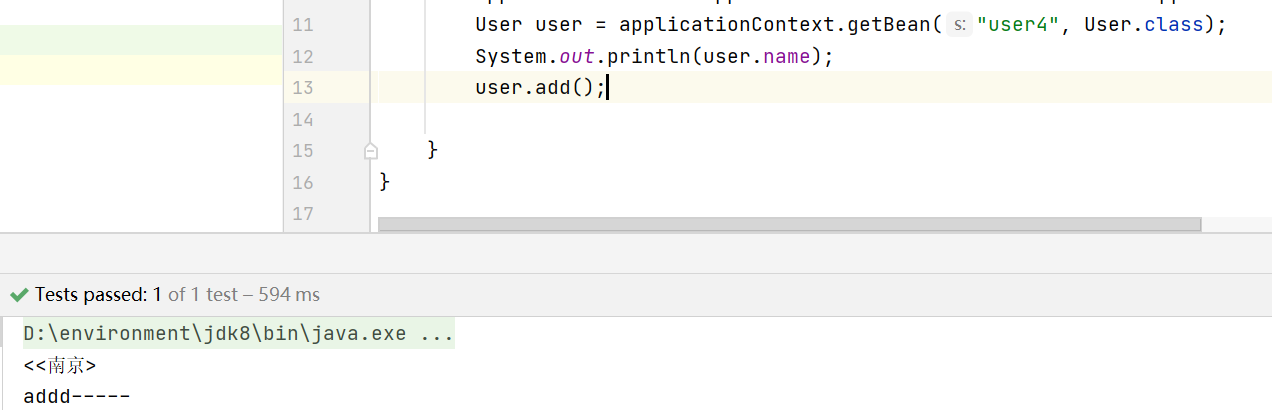 11 User user = applicationContext.getBean( s: "user4", User.class);
12 System.out.println(user.name);
13 user.add();
14
15 }
16 }
17
Tests passed: 1 of 1 test – 594 ms
D:\environment\jdk8\bin\java.exe ...
<<南京>
addd-----